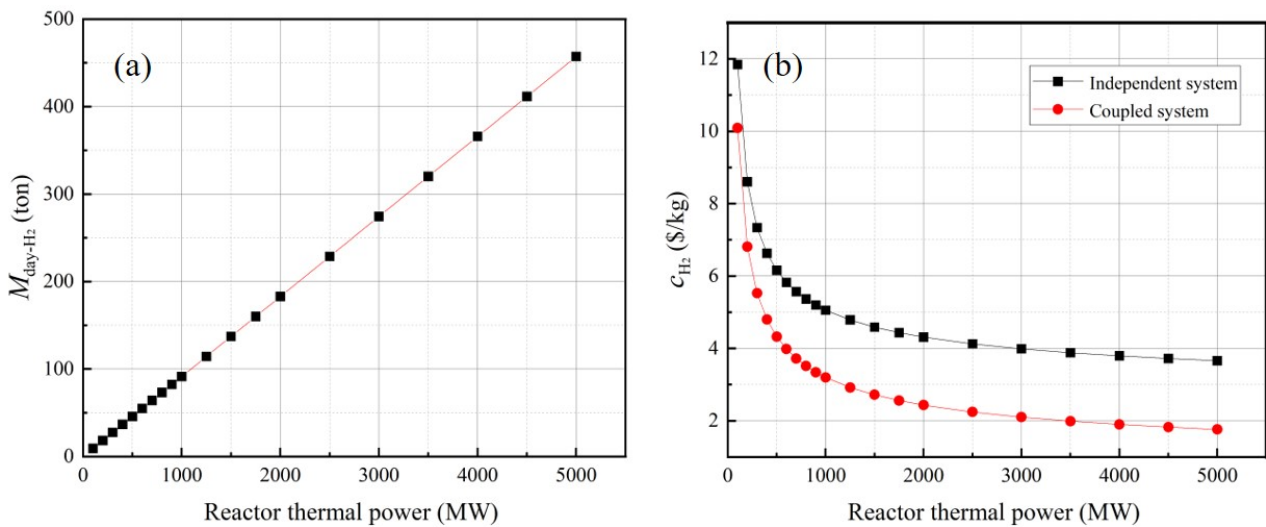 (a)
500
400
300
200
100
0
M_day-H₂ (ton)
0 1000 2000 3000 4000 5000
Reactor thermal power (MW)
(b)
Independent system
Coupled system
12
10
8
6
4
2
c_H₂ ($/kg)
0 1000 2000 3000 4000 5000
Reactor thermal power (MW)